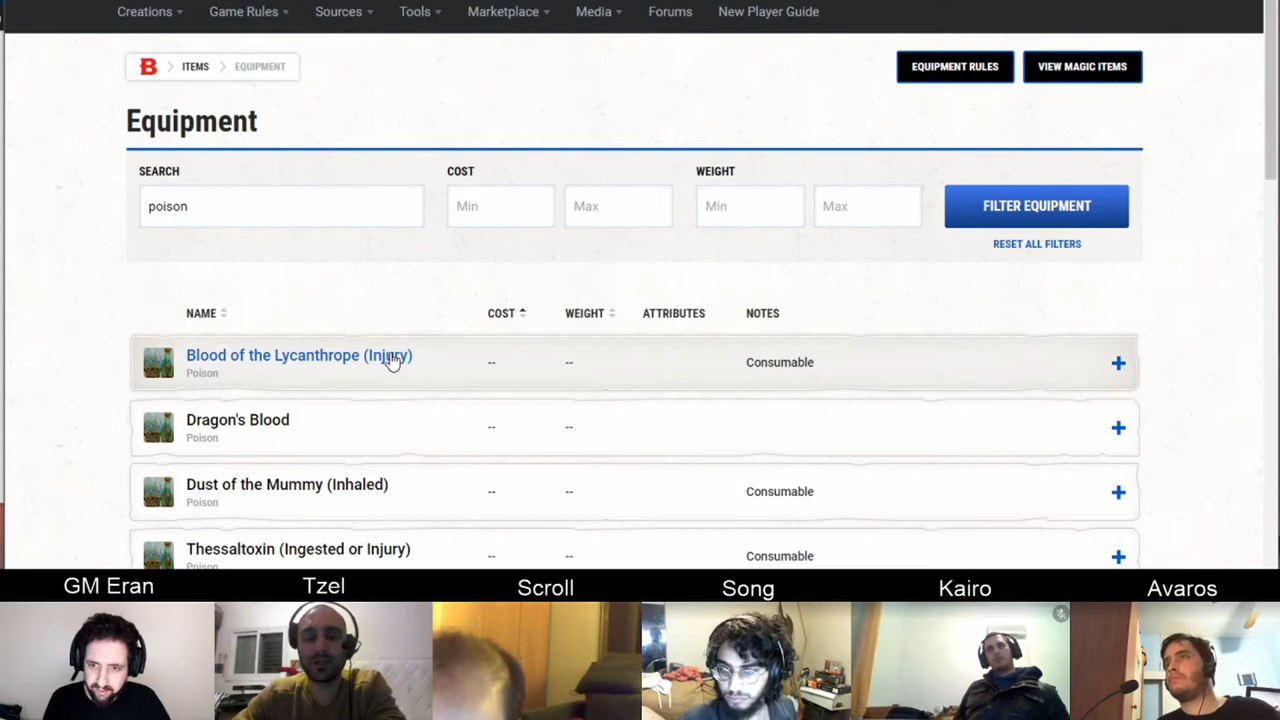 Creations Game Rules Sources Tools Marketplace Media Forums New Player Guide
B ITEMS EQUIPMENT
EQUIPMENT RULES VIEW MAGIC ITEMS
Equipment
SEARCH COST WEIGHT
poison Min Max Min Max FILTER EQUIPMENT
RESET ALL FILTERS
NAME COST WEIGHT ATTRIBUTES NOTES
Blood of the Lycanthrope (Injury) -- -- Consumable
Poison
Dragon's Blood -- --
Poison
Dust of the Mummy (Inhaled) -- -- Consumable
Poison
Thessaltoxin (Ingested or Injury) -- -- Consumable
Poison
GM Eran Tzel Scroll Song Kairo Avaros